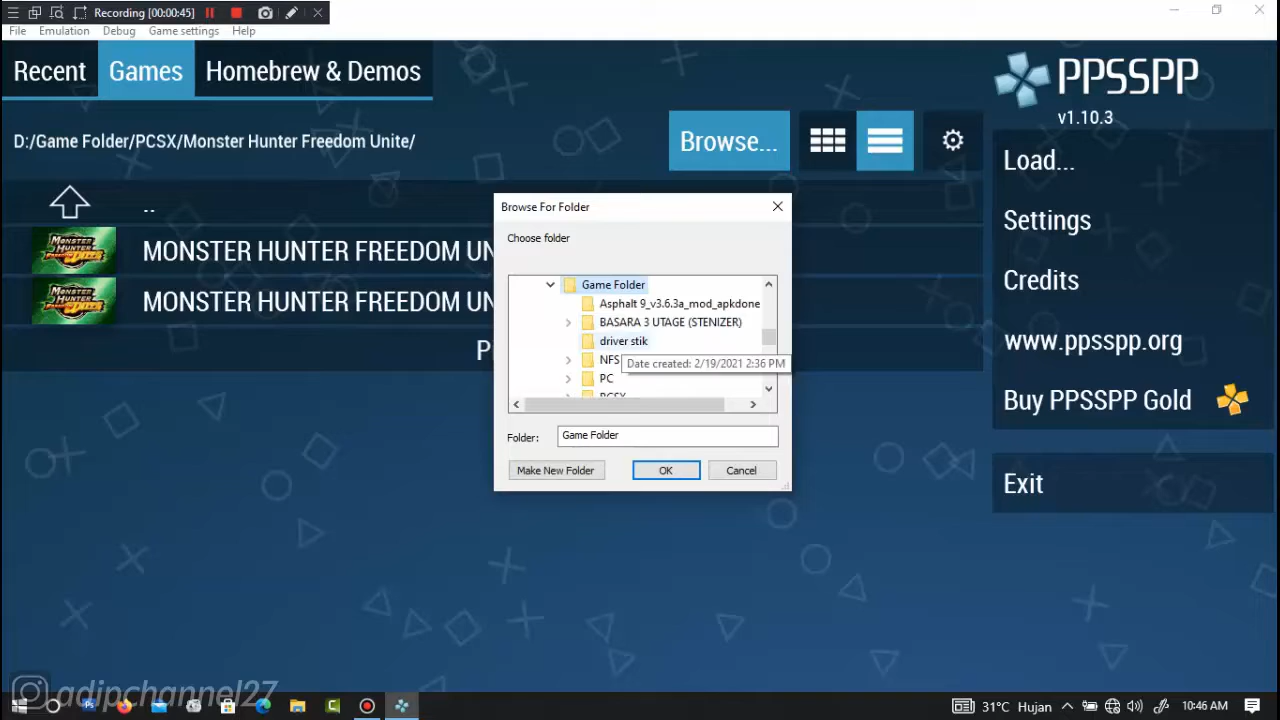 Recording [00:00:45]
File Emulation Debug Game settings Help
Recent Games Homebrew & Demos
PPSSPP
v1.10.3
D:/Game Folder/PCSX/Monster Hunter Freedom Unite/
Browse...
Load...
..
Settings
MONSTER HUNTER FREEDOM UN
Credits
MONSTER HUNTER FREEDOM UN
www.ppsspp.org
Buy PPSSPP Gold
Exit
Browse For Folder
Choose folder
Game Folder
Asphalt 9_v3.6.3a_mod_apkdone
BASARA 3 UTAGE (STENIZER)
driver stik
NFS
Date created: 2/19/2021 2:36 PM
PC
PCSX
Folder: Game Folder
Make New Folder OK Cancel
adipchannel27
31°C Hujan 10:46 AM